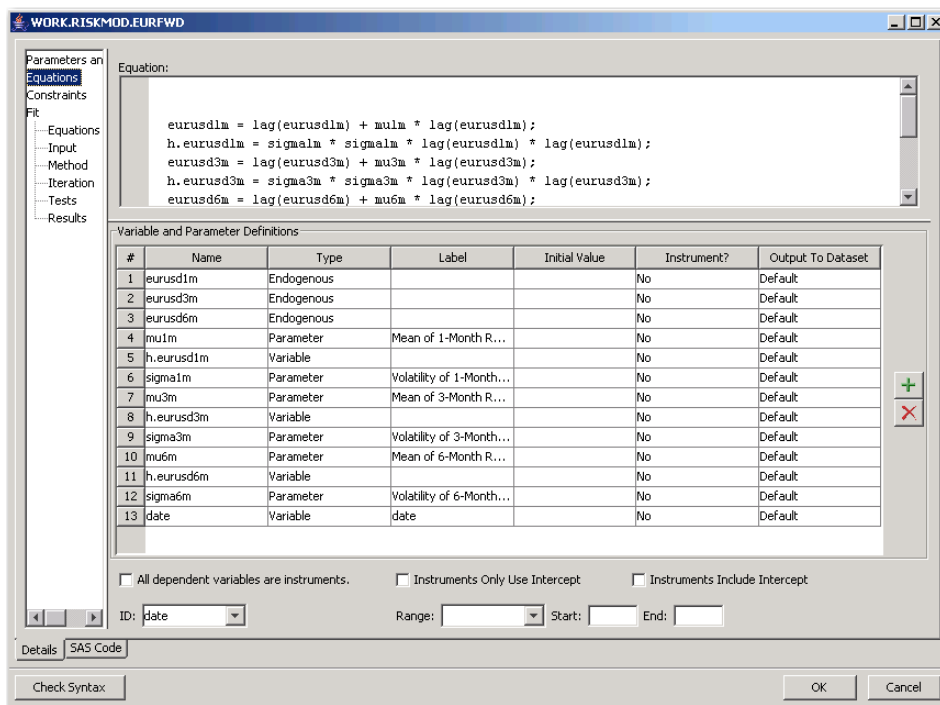 WORK.RISKMOD.EURFWD
Parameters an
Equations
Constraints
Fit
Equations
Input
Method
Iteration
Tests
Results
Equation:
eurusd1m = lag(eurusd1m) + mu1m * lag(eurusd1m);
h.eurusd1m = sigma1m * sigma1m * lag(eurusd1m) * lag(eurusd1m);
eurusd3m = lag(eurusd3m) + mu3m * lag(eurusd3m);
h.eurusd3m = sigma3m * sigma3m * lag(eurusd3m) * lag(eurusd3m);
eurusd6m = lag(eurusd6m) + mu6m * lag(eurusd6m);
Variable and Parameter Definitions
# Name Type Label Initial Value Instrument? Output To Dataset
1 eurusd1m Endogenous No Default
2 eurusd3m Endogenous No Default
3 eurusd6m Endogenous No Default
4 mu1m Parameter Mean of 1-Month R... No Default
5 h.eurusd1m Variable No Default
6 sigma1m Parameter Volatility of 1-Month... No Default
7 mu3m Parameter Mean of 3-Month R... No Default
8 h.eurusd3m Variable No Default
9 sigma3m Parameter Volatility of 3-Month... No Default
10 mu6m Parameter Mean of 6-Month R... No Default
11 h.eurusd6m Variable No Default
12 sigma6m Parameter Volatility of 6-Month... No Default
13 date Variable date No Default
All dependent variables are instruments. Instruments Only Use Intercept Instruments Include Intercept
ID: date Range: Start: End:
Details SAS Code
Check Syntax OK Cancel